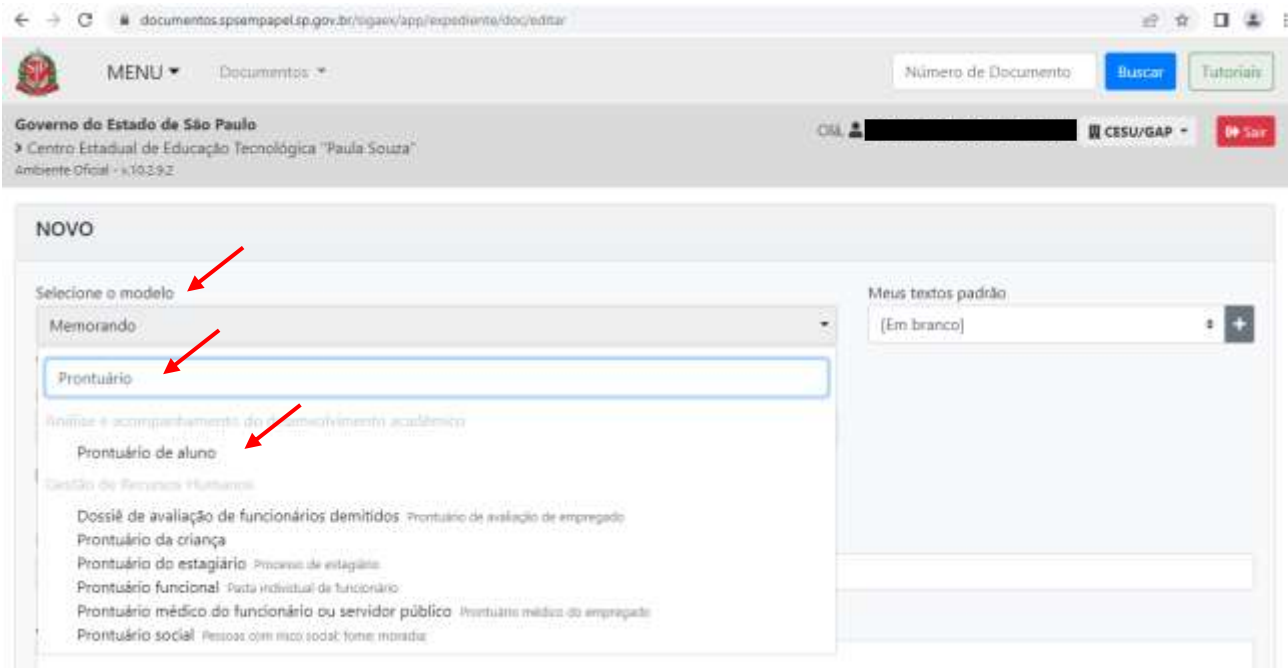 documentos.spsempapel.sp.gov.br/sigaex/app/expediente/doc/editar
MENU Documentos Número de Documento Buscar Tutoriais
Governo do Estado de São Paulo
Centro Estadual de Educação Tecnológica "Paula Souza"
Ambiente Oficial - v.10.2.9.2
Olá, CESU/GAP Sair
NOVO
Selecione o modelo
Meus textos padrão
Memorando
[Em branco]
Prontuário
Análise e acompanhamento do desenvolvimento acadêmico
Prontuário de aluno
Gestão de Recursos Humanos
Dossiê de avaliação de funcionários demitidos Prontuário de avaliação de empregado
Prontuário da criança
Prontuário do estagiário Processo de estagiário
Prontuário funcional Pasta individual de funcionário
Prontuário médico do funcionário ou servidor público Prontuário médico do empregado
Prontuário social Pessoas com risco social: fome moradia